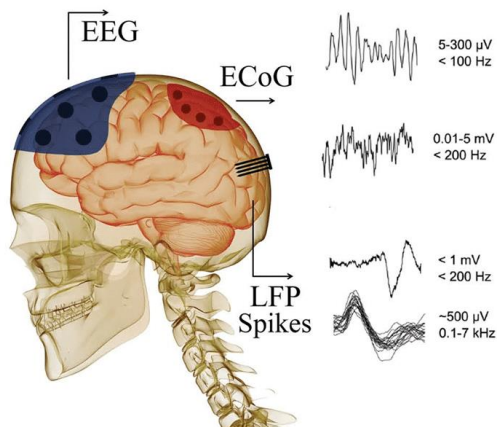 EEG
5-300 µV
< 100 Hz
ECoG
0.01-5 mV
< 200 Hz
LFP
Spikes
< 1 mV
< 200 Hz
~500 µV
0.1-7 kHz